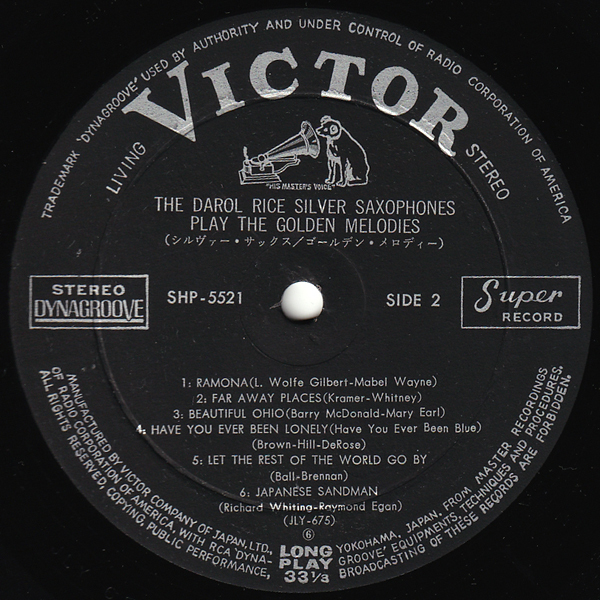 TRADEMARK 'DYNAGROOVE' USED BY AUTHORITY AND UNDER CONTROL OF RADIO CORPORATION OF AMERICA
VICTOR
LIVING
STEREO
"HIS MASTER'S VOICE"
THE DAROL RICE SILVER SAXOPHONES
PLAY THE GOLDEN MELODIES
(シルヴァー・サックス/ゴールデン・メロディー)
STEREO
DYNAGROOVE
SHP-5521
SIDE 2
Super
RECORD
1: RAMONA(L. Wolfe Gilbert-Mabel Wayne)
2: FAR AWAY PLACES(Kramer-Whitney)
3: BEAUTIFUL OHIO(Barry McDonald-Mary Earl)
4: HAVE YOU EVER BEEN LONELY(Have You Ever Been Blue)
(Brown-Hill-DeRose)
5: LET THE REST OF THE WORLD GO BY
(Ball-Brennan)
6: JAPANESE SANDMAN
(Richard Whiting-Raymond Egan)
(JLY-675)
⑥
LONG
PLAY
33⅓
MANUFACTURED BY VICTOR COMPANY OF JAPAN, LTD., YOKOHAMA, JAPAN, FROM MASTER RECORDINGS
OF RADIO CORPORATION OF AMERICA, WITH RCA 'DYNAGROOVE' EQUIPMENTS, TECHNIQUES AND PROCEDURES.
ALL RIGHTS RESERVED, COPYING, PUBLIC PERFORMANCE, BROADCASTING OF THESE RECORDS ARE FORBIDDEN.